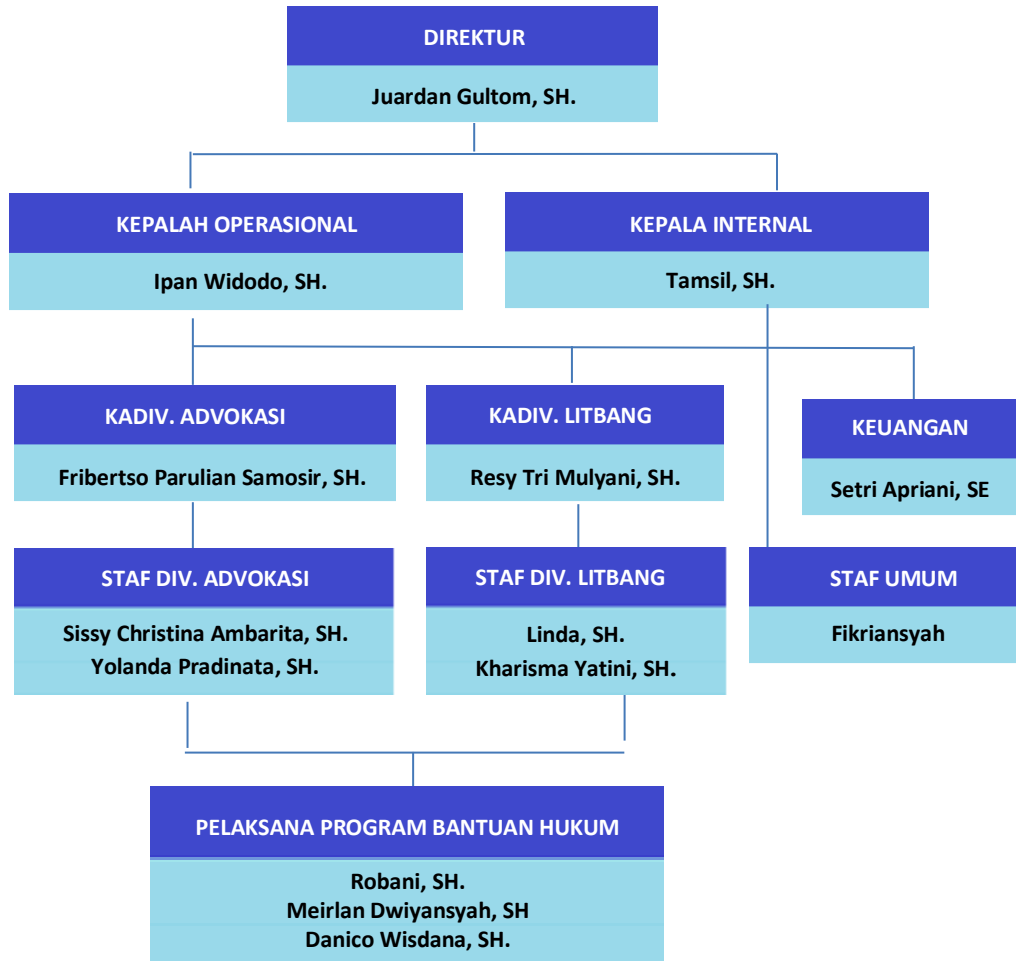 DIREKTUR
Juardan Gultom, SH.
KEPALAH OPERASIONAL
Ipan Widodo, SH.
KEPALA INTERNAL
Tamsil, SH.
KADIV. ADVOKASI
Fribertso Parulian Samosir, SH.
KADIV. LITBANG
Resy Tri Mulyani, SH.
KEUANGAN
Setri Apriani, SE
STAF DIV. ADVOKASI
Sissy Christina Ambarita, SH.
Yolanda Pradinata, SH.
STAF DIV. LITBANG
Linda, SH.
Kharisma Yatini, SH.
STAF UMUM
Fikriansyah
PELAKSANA PROGRAM BANTUAN HUKUM
Robani, SH.
Meirlan Dwiyansyah, SH
Danico Wisdana, SH.